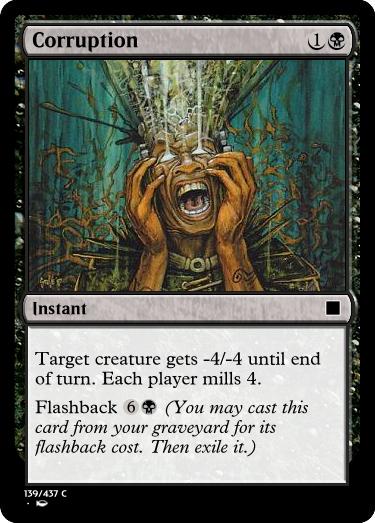 Corruption 1
Instant
Target creature gets -4/-4 until end
of turn. Each player mills 4.
Flashback 6 (You may cast this
card from your graveyard for its
flashback cost. Then exile it.)
139/437 C